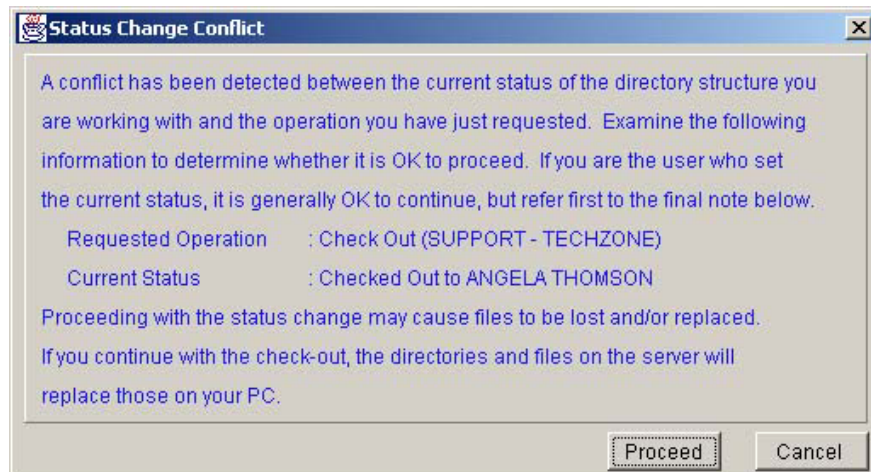 Status Change Conflict
A conflict has been detected between the current status of the directory structure you
are working with and the operation you have just requested. Examine the following
information to determine whether it is OK to proceed. If you are the user who set
the current status, it is generally OK to continue, but refer first to the final note below.
Requested Operation : Check Out (SUPPORT - TECHZONE)
Current Status : Checked Out to ANGELA THOMSON
Proceeding with the status change may cause files to be lost and/or replaced.
If you continue with the check-out, the directories and files on the server will
replace those on your PC.
Proceed Cancel